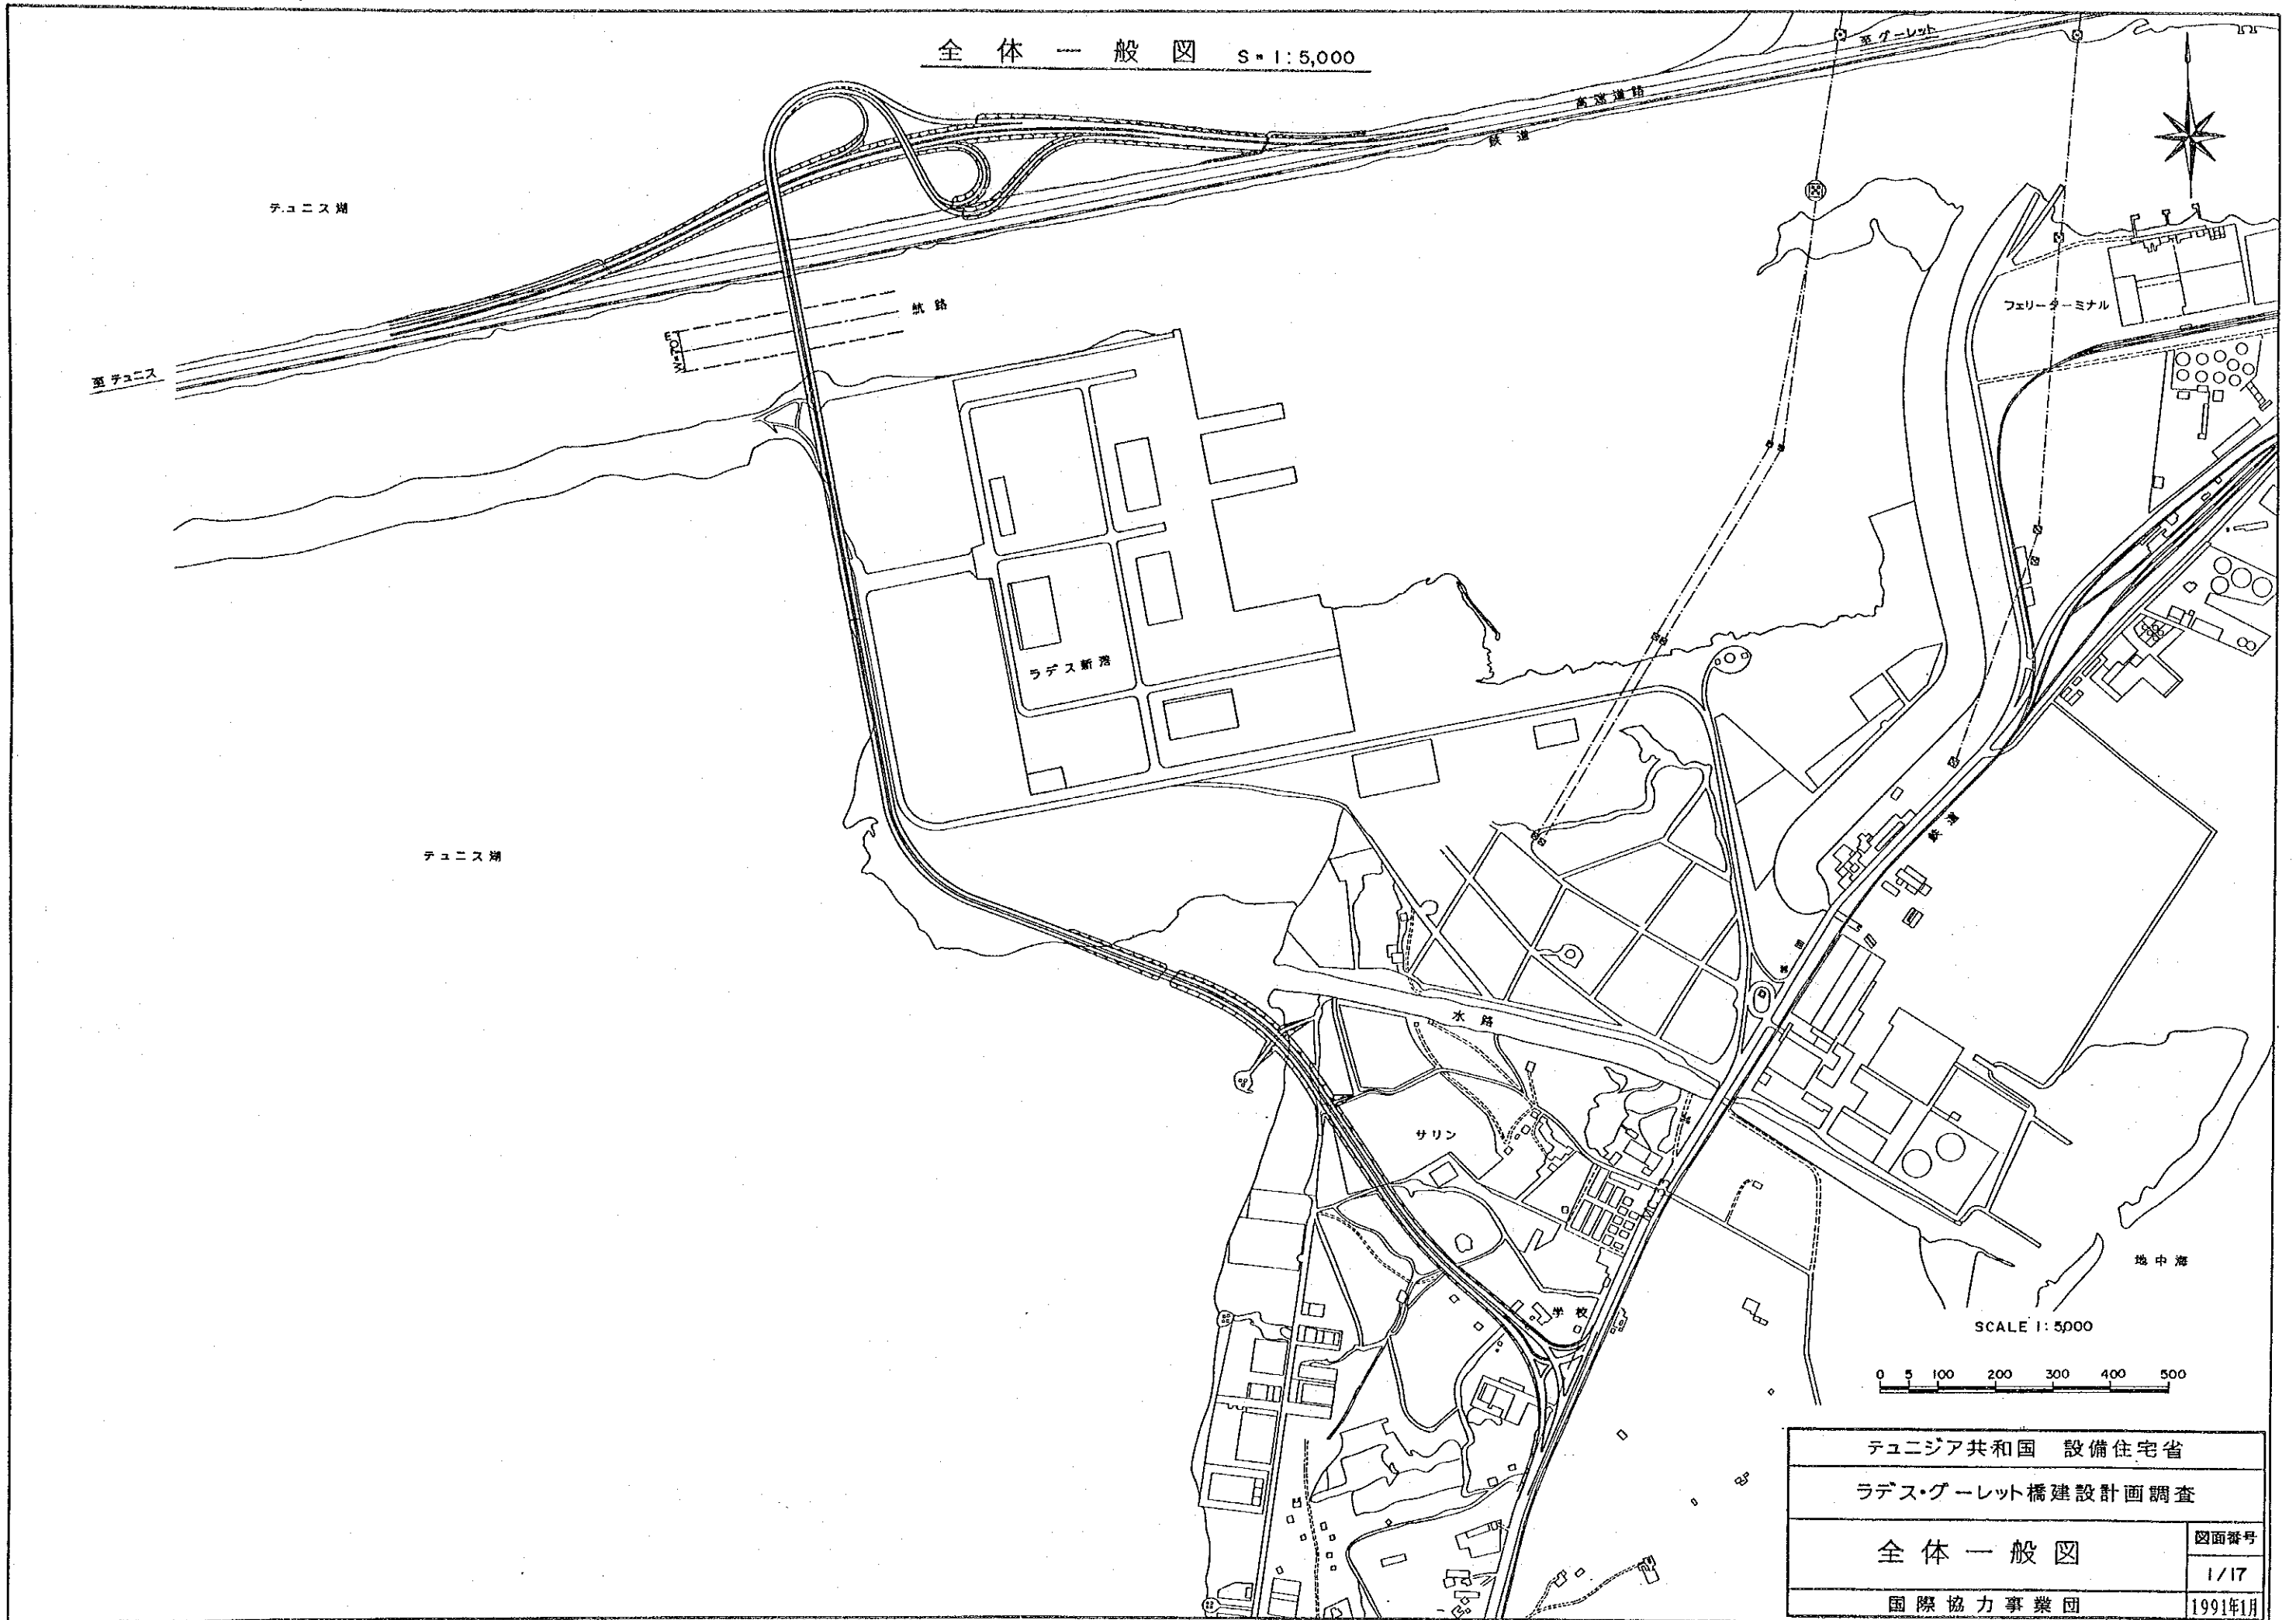 全体一般図 S=1:5,000
至グーレット
高速道路
鉄道
テュニス湖
フェリーターミナル
航路
W=70m
至テュニス
ラデス新港
鉄道
テュニス湖
水路
サリン
地中海
学校
SCALE 1:5,000
0 5 100 200 300 400 500
テュニジア共和国 設備住宅省
ラデス・グーレット橋建設計画調査
全体一般図
図面番号
1/17
国際協力事業団
1991年1月